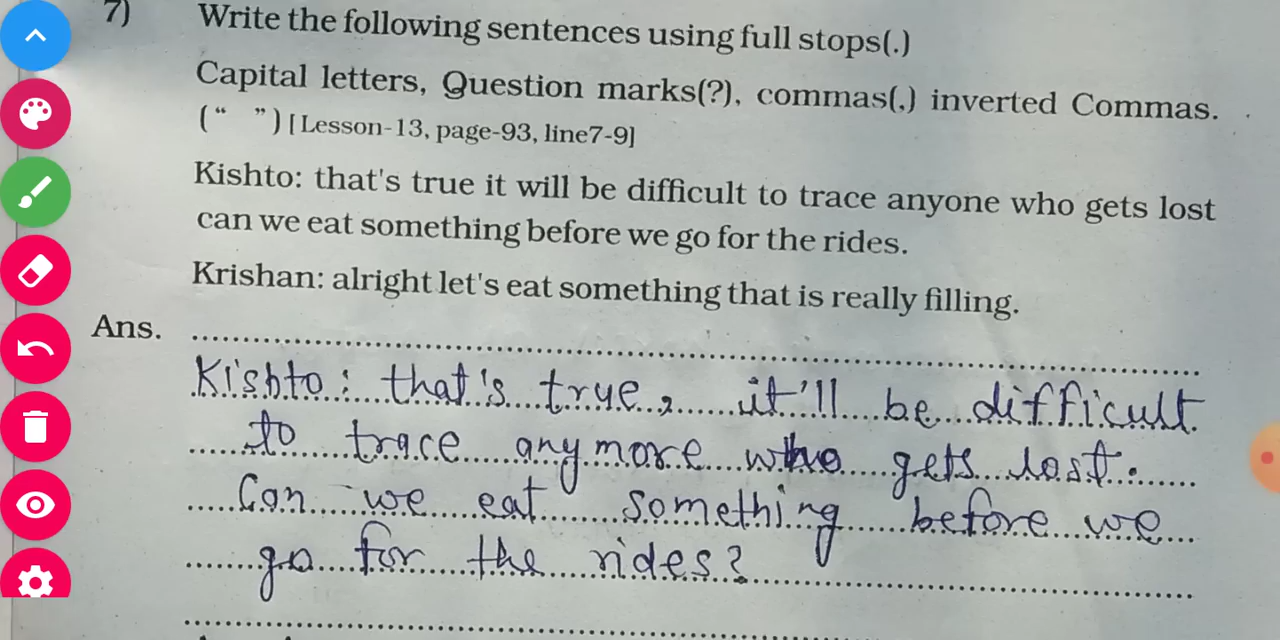 7) Write the following sentences using full stops(.)
Capital letters, Question marks(?), commas(,) inverted Commas.
(“ ”) [Lesson-13, page-93, line7-9]
Kishto: that's true it will be difficult to trace anyone who gets lost
can we eat something before we go for the rides.
Krishan: alright let's eat something that is really filling.
Ans.
Kishto: that's true, it'll be difficult
to trace anymore who gets lost.
Can we eat something before we
go for the rides?